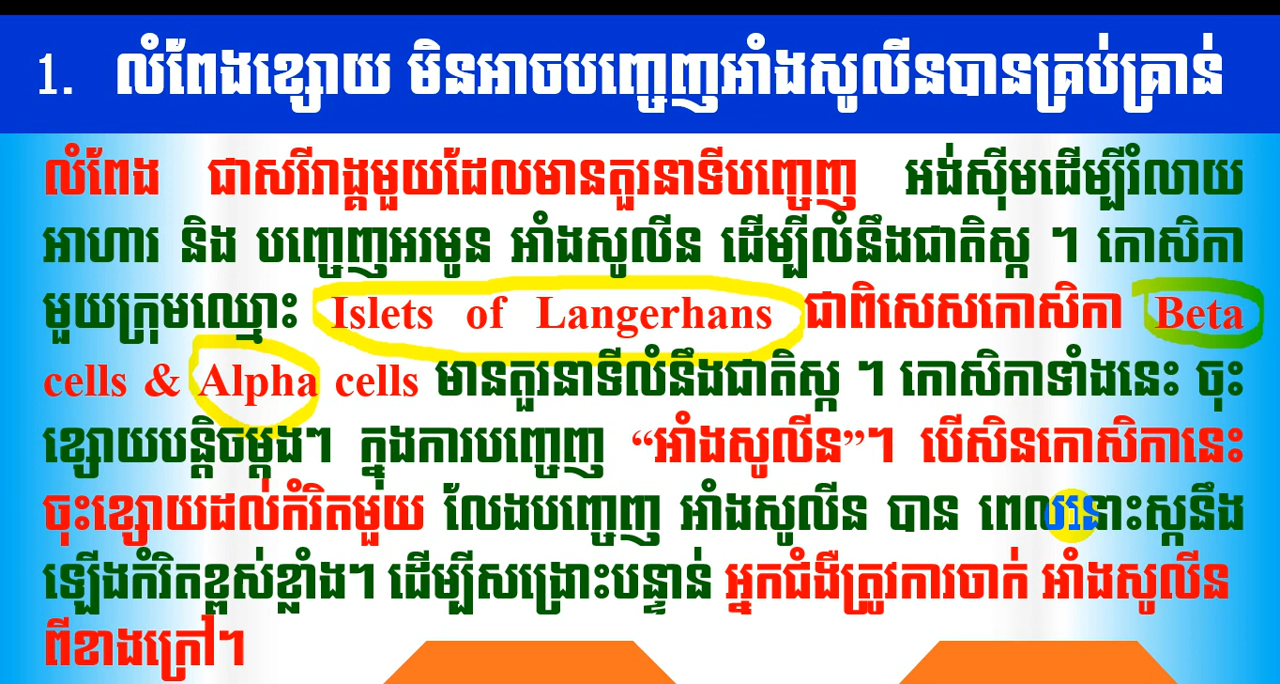 1. លំពែងខ្សោយ មិនអាចបញ្ចេញអាំងសូលីនបានគ្រប់គ្រាន់
លំពែង ជាសរីរាង្គមួយដែលមានតួរនាទីបញ្ចេញ អង់ស៊ីមដើម្បីរំលាយ
អាហារ និង បញ្ចេញអរមូន អាំងសូលីន ដើម្បីលំនឹងជាតិស្ក ។ កោសិកា
មួយក្រុមឈ្មោះ Islets of Langerhans ជាពិសេសកោសិកា Beta
cells & Alpha cells មានតួរនាទីលំនឹងជាតិស្ក ។ កោសិកាទាំងនេះ ចុះ
ខ្សោយបន្តិចម្តងៗ ក្នុងការបញ្ចេញ “អាំងសូលីន”។ បើសិនកោសិកានេះ
ចុះខ្សោយដល់កំរិតមួយ លែងបញ្ចេញ អាំងសូលីន បាន ពេលនោះស្កនឹង
ឡើងកំរិតខ្ពស់ខ្លាំង។ ដើម្បីសង្រ្គោះបន្ទាន់ អ្នកជំងឺត្រូវការចាក់ អាំងសូលីន
ពីខាងក្រៅ។